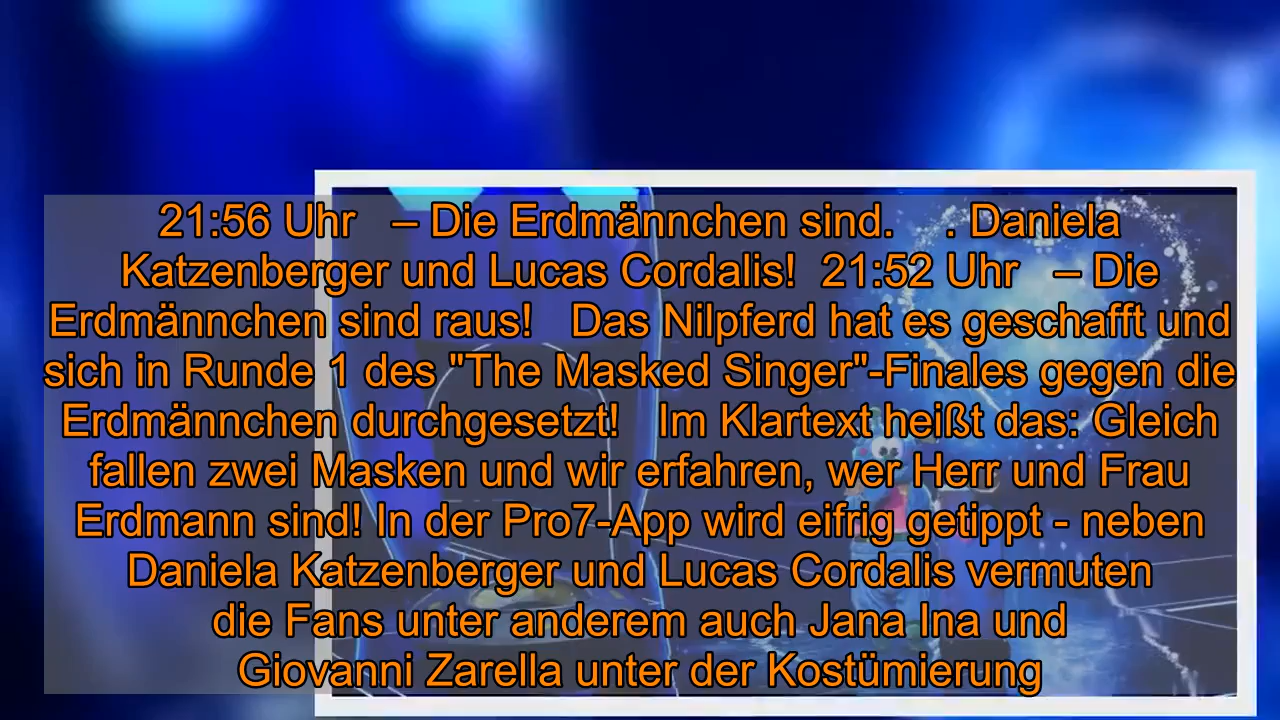 21:56 Uhr – Die Erdmännchen sind. . Daniela
Katzenberger und Lucas Cordalis! 21:52 Uhr – Die
Erdmännchen sind raus! Das Nilpferd hat es geschafft und
sich in Runde 1 des "The Masked Singer"-Finales gegen die
Erdmännchen durchgesetzt! Im Klartext heißt das: Gleich
fallen zwei Masken und wir erfahren, wer Herr und Frau
Erdmann sind! In der Pro7-App wird eifrig getippt - neben
Daniela Katzenberger und Lucas Cordalis vermuten
die Fans unter anderem auch Jana Ina und
Giovanni Zarella unter der Kostümierung